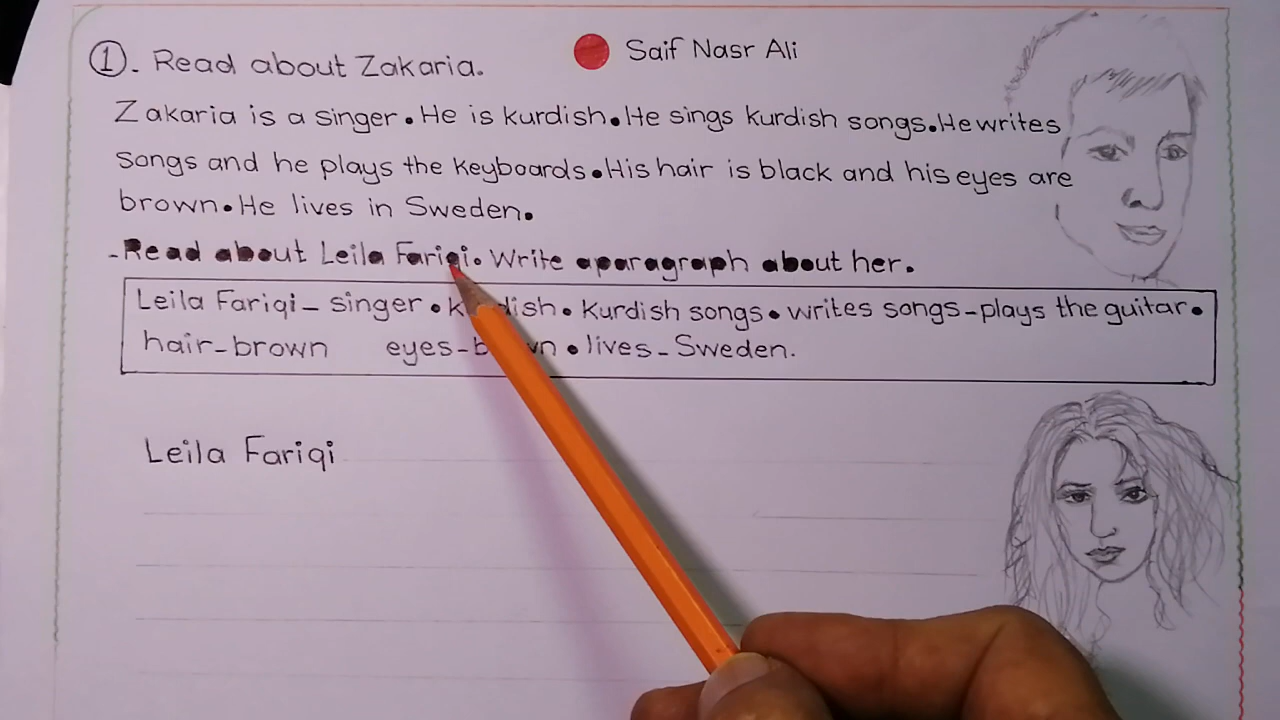 1. Read about Zakaria.
Saif Nasr Ali
Zakaria is a singer. He is kurdish. He sings kurdish songs. He writes
songs and he plays the keyboards. His hair is black and his eyes are
brown. He lives in Sweden.
-Read about Leila Fariqi. Write aparagraph about her.
Leila Fariqi - singer. kurdish. kurdish songs. writes songs - plays the guitar.
hair - brown eyes - brown. lives - Sweden.
Leila Fariqi